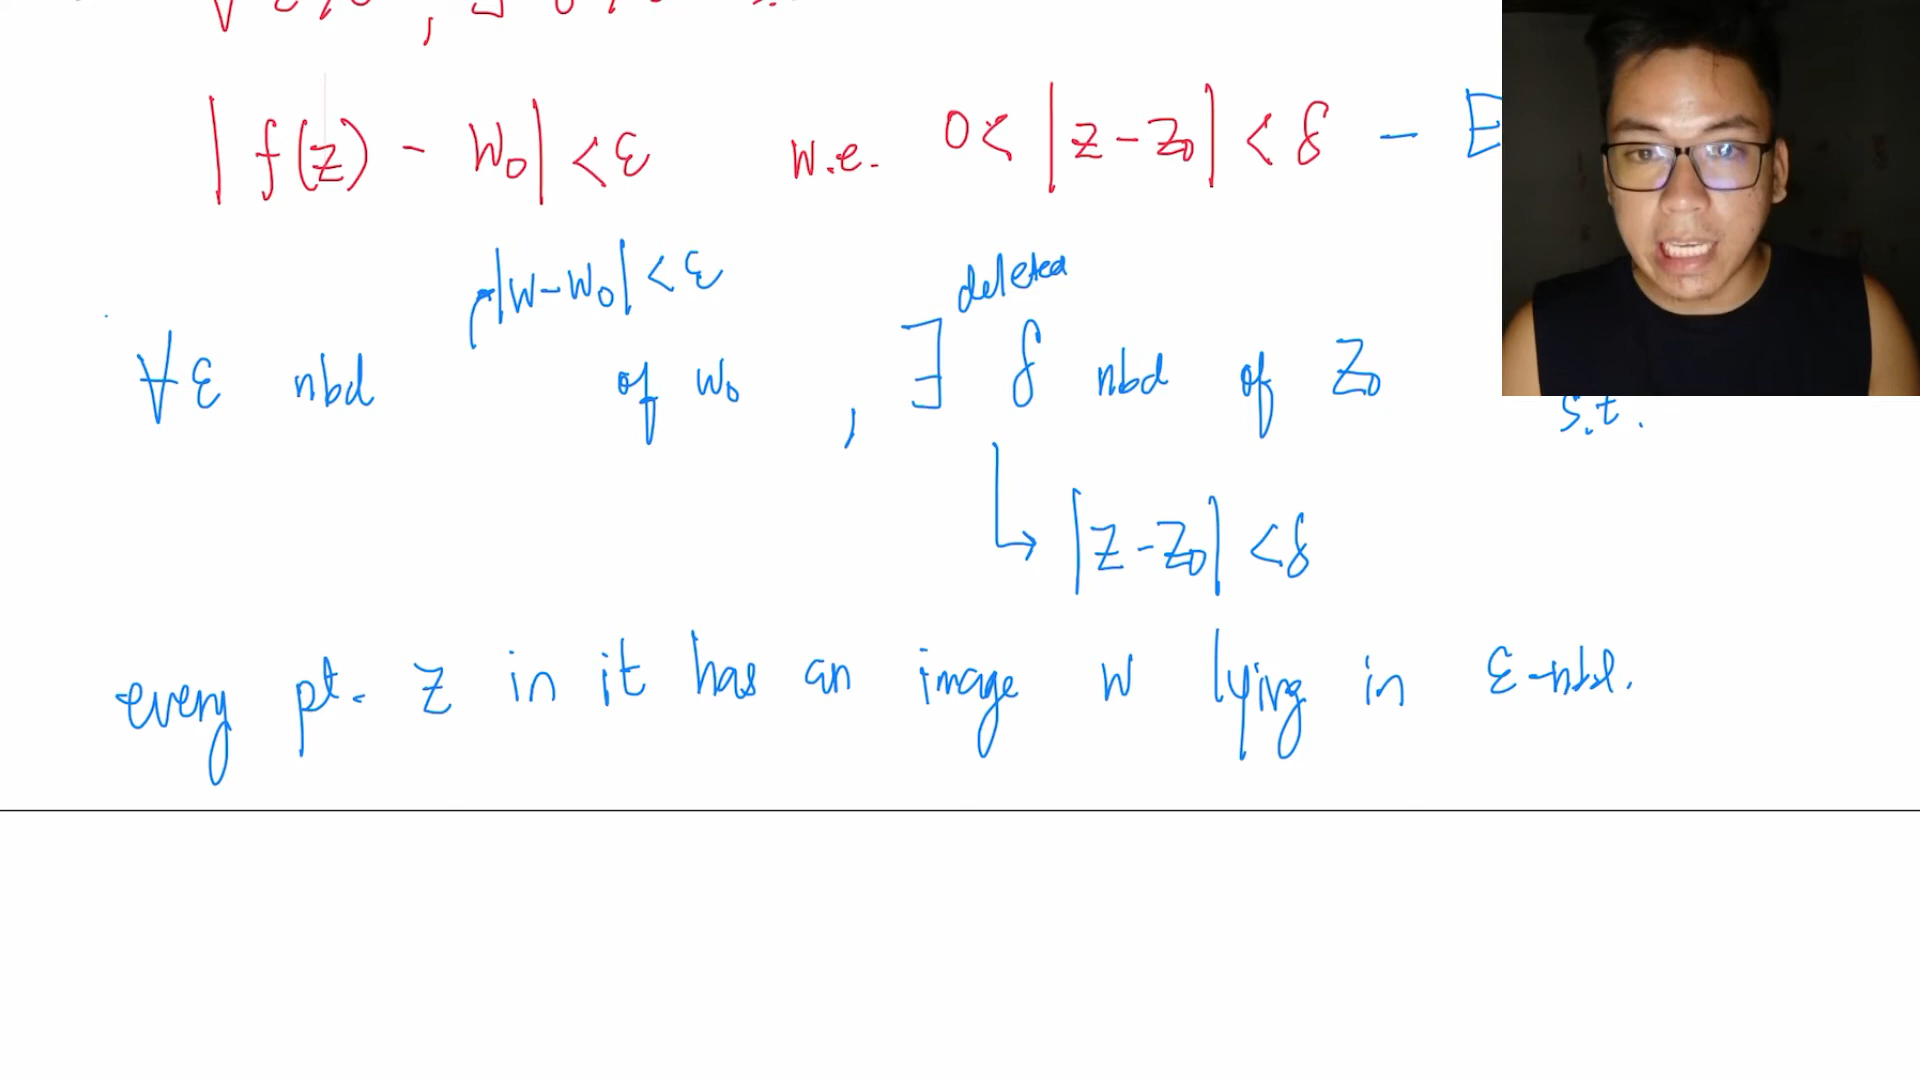 |f(z) - w₀| < ε w.e. 0 < |z - z₀| < δ - E
|w - w₀| < ε deleted
∀ε nbd of w₀, ∃ δ nbd of z₀ s.t.
|z - z₀| < δ
every pt. z in it has an image w lying in ε-nbd.